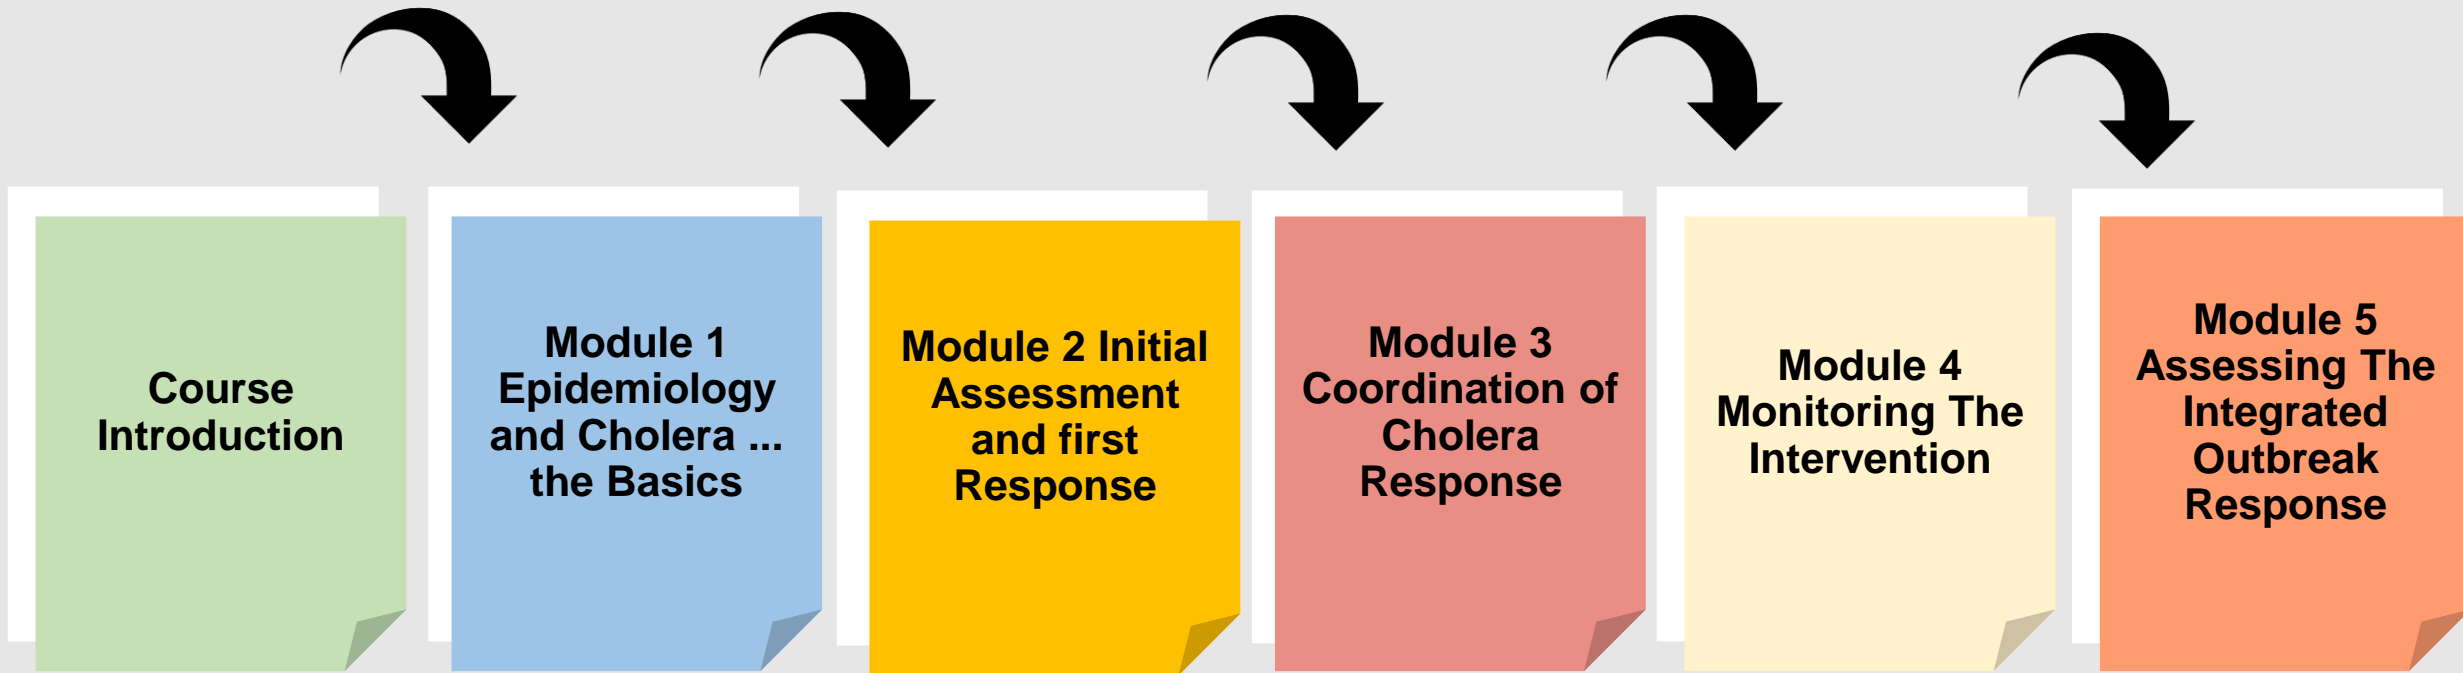 Course
Introduction
Module 1
Epidemiology
and Cholera ...
the Basics
Module 2 Initial
Assessment
and first
Response
Module 3
Coordination of
Cholera
Response
Module 4
Monitoring The
Intervention
Module 5
Assessing The
Integrated
Outbreak
Response